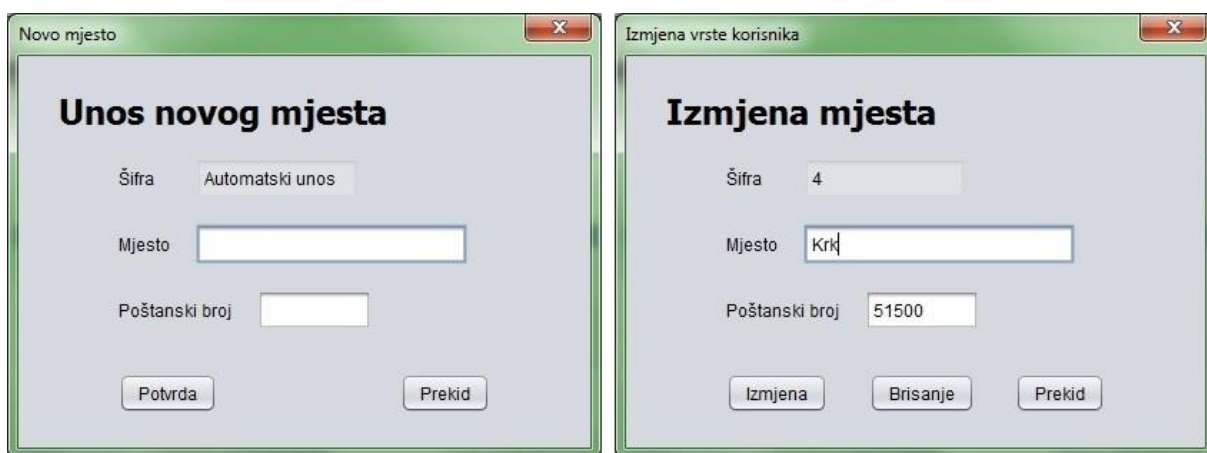 Novo mjesto
Unos novog mjesta
Šifra Automatski unos
Mjesto
Poštanski broj
Potvrda Prekid
Izmjena vrste korisnika
Izmjena mjesta
Šifra 4
Mjesto Krk
Poštanski broj 51500
Izmjena Brisanje Prekid